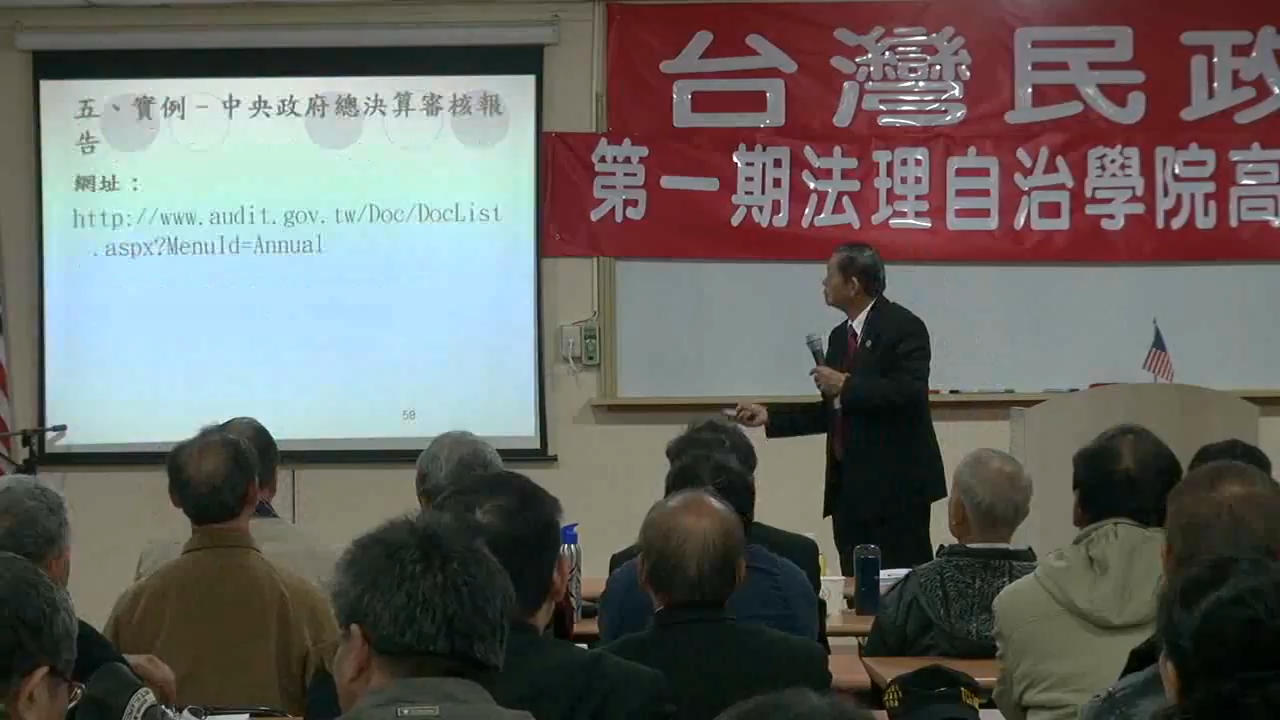 五、實例－中央政府總決算審核報
告
網址：
http://www.audit.gov.tw/Doc/DocList
.aspx?MenuId=Annual
50
台灣民政
第一期法理自治學院高